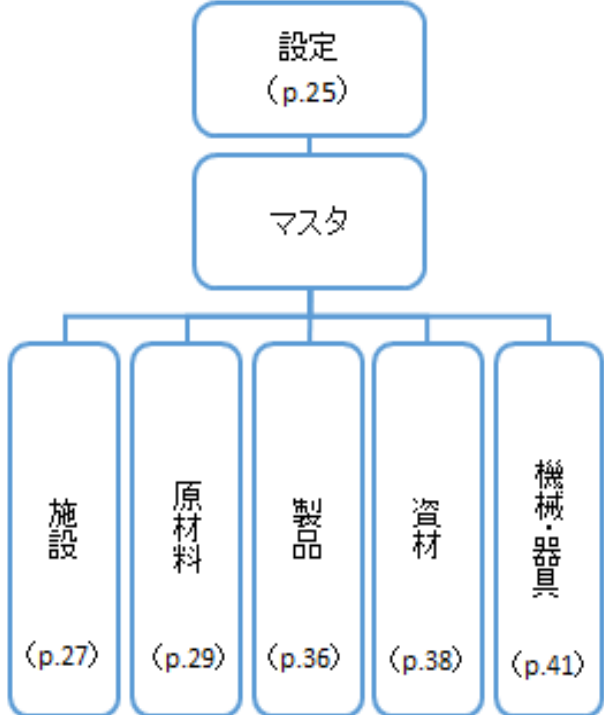 設定
（p.25）
マスタ
施設
（p.27）
原材料
（p.29）
製品
（p.36）
資材
（p.38）
機械・器具
（p.41）